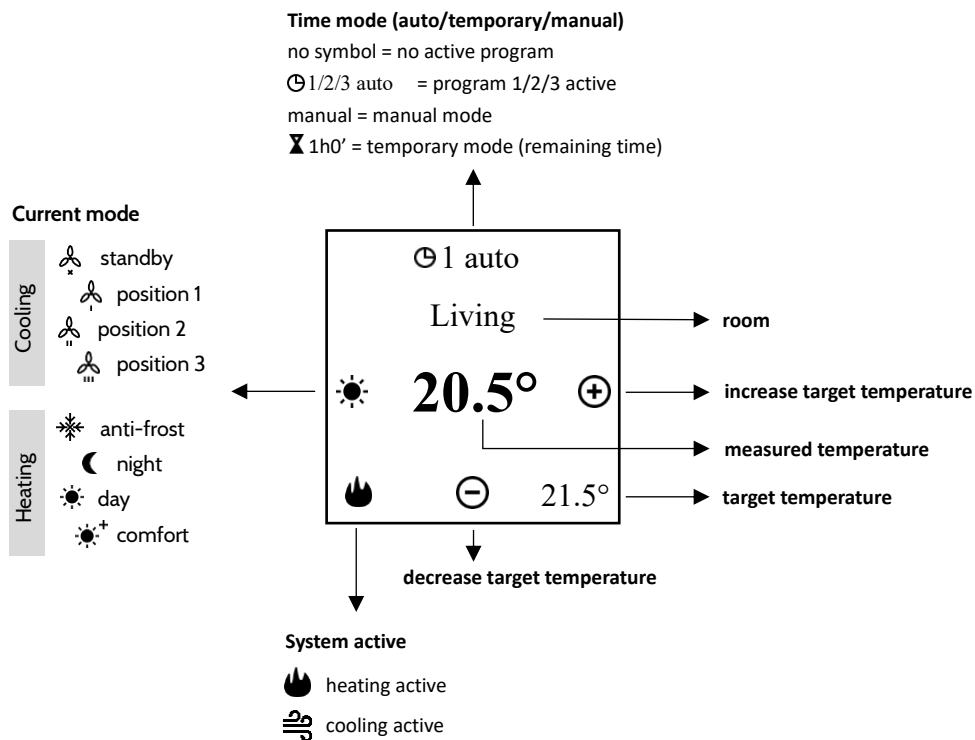 Time mode (auto/temporary/manual)
no symbol = no active program
1/2/3 auto = program 1/2/3 active
manual = manual mode
1h0' = temporary mode (remaining time)
Current mode
Cooling
standby
position 1
position 2
position 3
Heating
anti-frost
night
day
comfort
1 auto
Living
20.5°
21.5°
room
increase target temperature
measured temperature
target temperature
decrease target temperature
System active
heating active
cooling active